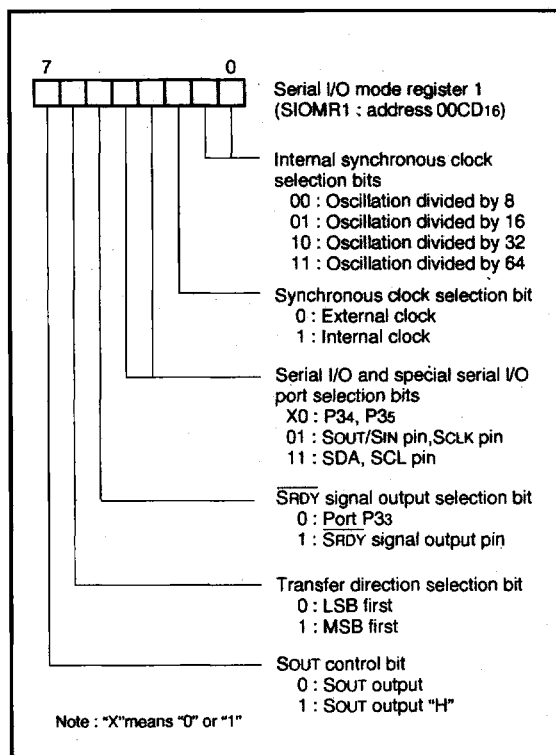 7 0
Serial I/O mode register 1
(SIOMR1 : address 00CD16)
Internal synchronous clock
selection bits
00 : Oscillation divided by 8
01 : Oscillation divided by 16
10 : Oscillation divided by 32
11 : Oscillation divided by 64
Synchronous clock selection bit
0 : External clock
1 : Internal clock
Serial I/O and special serial I/O
port selection bits
X0 : P34, P35
01 : SOUT/SIN pin,SCLK pin
11 : SDA, SCL pin
SRDY signal output selection bit
0 : Port P33
1 : SRDY signal output pin
Transfer direction selection bit
0 : LSB first
1 : MSB first
SOUT control bit
0 : SOUT output
1 : SOUT output "H"
Note : "X"means "0" or "1"